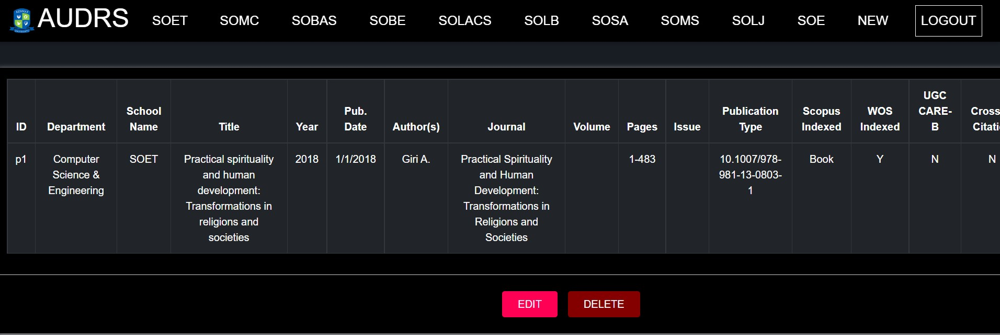 ADAMAS
UNIVERSITY
AUDRS SOET SOMC SOBAS SOBE SOLACS SOLB SOSA SOMS SOLJ SOE NEW LOGOUT
ID
Department
School
Name
Title
Year
Pub.
Date
Author(s)
Journal
Volume
Pages
Issue
Publication
Type
Scopus
Indexed
WOS
Indexed
UGC
CARE-
B
Cross
Citati
p1
Computer
Science &
Engineering
SOET
Practical spirituality
and human
development:
Transformations in
religions and
societies
2018
1/1/2018
Giri A.
Practical Spirituality
and Human
Development:
Transformations in
Religions and
Societies
1-483
10.1007/978-
981-13-0803-
1
Book
Y
N
N
EDIT
DELETE